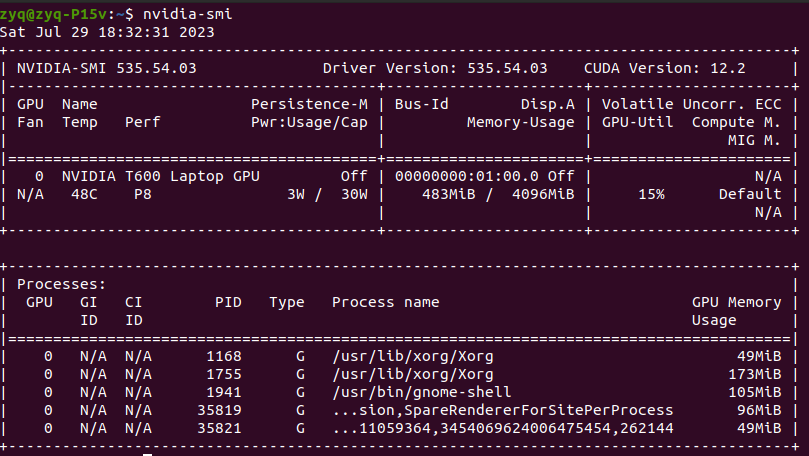 zyq@zyq-P15v:~$ nvidia-smi
Sat Jul 29 18:32:31 2023
+---------------------------------------------------------------------------------------+
| NVIDIA-SMI 535.54.03              Driver Version: 535.54.03    CUDA Version: 12.2     |
|-----------------------------------------+----------------------+----------------------+
| GPU  Name                 Persistence-M | Bus-Id        Disp.A | Volatile Uncorr. ECC |
| Fan  Temp   Perf          Pwr:Usage/Cap |         Memory-Usage | GPU-Util  Compute M. |
|                                         |                      |               MIG M. |
|=========================================+======================+======================|
|   0  NVIDIA T600 Laptop GPU         Off | 00000000:01:00.0 Off |                  N/A |
| N/A   48C    P8               3W /  30W |    483MiB /  4096MiB |     15%      Default |
|                                         |                      |                  N/A |
+-----------------------------------------+----------------------+----------------------+
+---------------------------------------------------------------------------------------+
| Processes:                                                                            |
|  GPU   GI   CI        PID   Type   Process name                            GPU Memory |
|        ID   ID                                                             Usage      |
|=======================================================================================|
|    0   N/A  N/A      1168      G   /usr/lib/xorg/Xorg                           49MiB |
|    0   N/A  N/A      1755      G   /usr/lib/xorg/Xorg                          173MiB |
|    0   N/A  N/A      1941      G   /usr/bin/gnome-shell                        105MiB |
|    0   N/A  N/A     35819      G   ...sion,SpareRendererForSitePerProcess       96MiB |
|    0   N/A  N/A     35821      G   ...11059364,3454069624006475454,262144       49MiB |
+---------------------------------------------------------------------------------------+